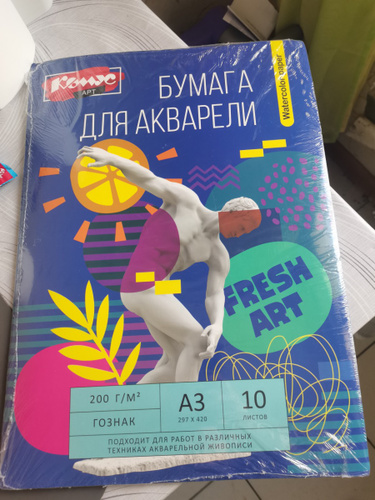 Комус
АРТ
БУМАГА
ДЛЯ АКВАРЕЛИ
Watercolor paper
FRESH
ART
200 Г/М²
ГОЗНАК
А3
297 X 420
10
ЛИСТОВ
ПОДХОДИТ ДЛЯ РАБОТ В РАЗЛИЧНЫХ
ТЕХНИКАХ АКВАРЕЛЬНОЙ ЖИВОПИСИ